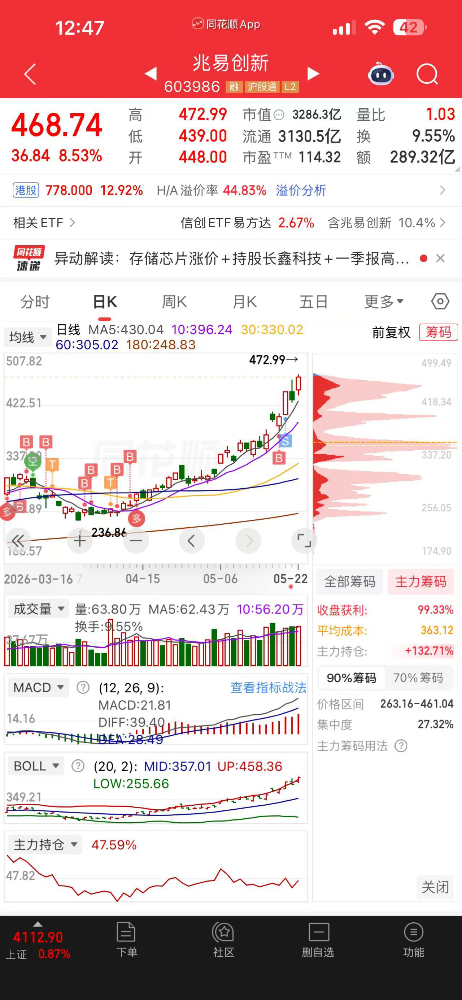 12:47
同花顺App
42
兆易创新
603986 融 沪股通 L2
468.74
36.84 8.53%
高 472.99
低 439.00
开 448.00
市值 3286.3亿
流通 3130.5亿
市盈TTM 114.32
量比 1.03
换 9.55%
额 289.32亿
港股 778.000 12.92% H/A溢价率 44.83% 溢价分析
相关ETF 信创ETF易方达 2.67% 含兆易创新 10.4%
同花顺速递 异动解读：存储芯片涨价+持股长鑫科技+一季报高...
分时 日K 周K 月K 五日 更多
均线 日线 MA5:430.04 10:396.24 30:330.02
60:305.02 180:248.83
前复权 筹码
507.82
472.99→
422.51
B B
空 T
B
B
B T
B
B
S
B
多 B
多
←236.86
166.57
499.49
418.34
337.20
256.05
174.90
2026-03-16 04-15 05-06 05-22
全部筹码 主力筹码
收盘获利: 99.33%
平均成本: 363.12
主力持仓: +132.71%
90%筹码 70%筹码
价格区间 263.16-461.04
集中度 27.32%
主力筹码用法 ?
关闭
成交量 量:63.80万 MA5:62.43万 10:56.20万
换手:9.55%
37.67万
MACD ? (12, 26, 9): 查看指标战法
MACD:21.81
14.16
DIFF:39.40
DEA:28.49
BOLL ? (20, 2): MID:357.01 UP:458.36
LOW:255.66
349.21
主力持仓 47.59%
47.82
4112.90
上证 0.87%
下单
社区
删自选
功能